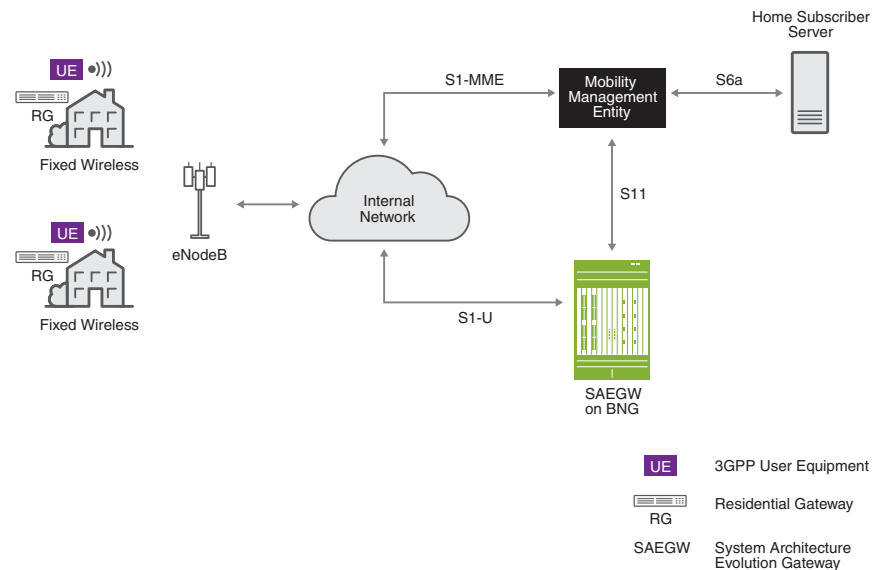 Home Subscriber
Server
UE
RG
Fixed Wireless
S1-MME
Mobility
Management
Entity
S6a
Internal
Network
S11
UE
RG
Fixed Wireless
eNodeB
S1-U
SAEGW
on BNG
UE 3GPP User Equipment
Residential Gateway
RG
SAEGW System Architecture
Evolution Gateway